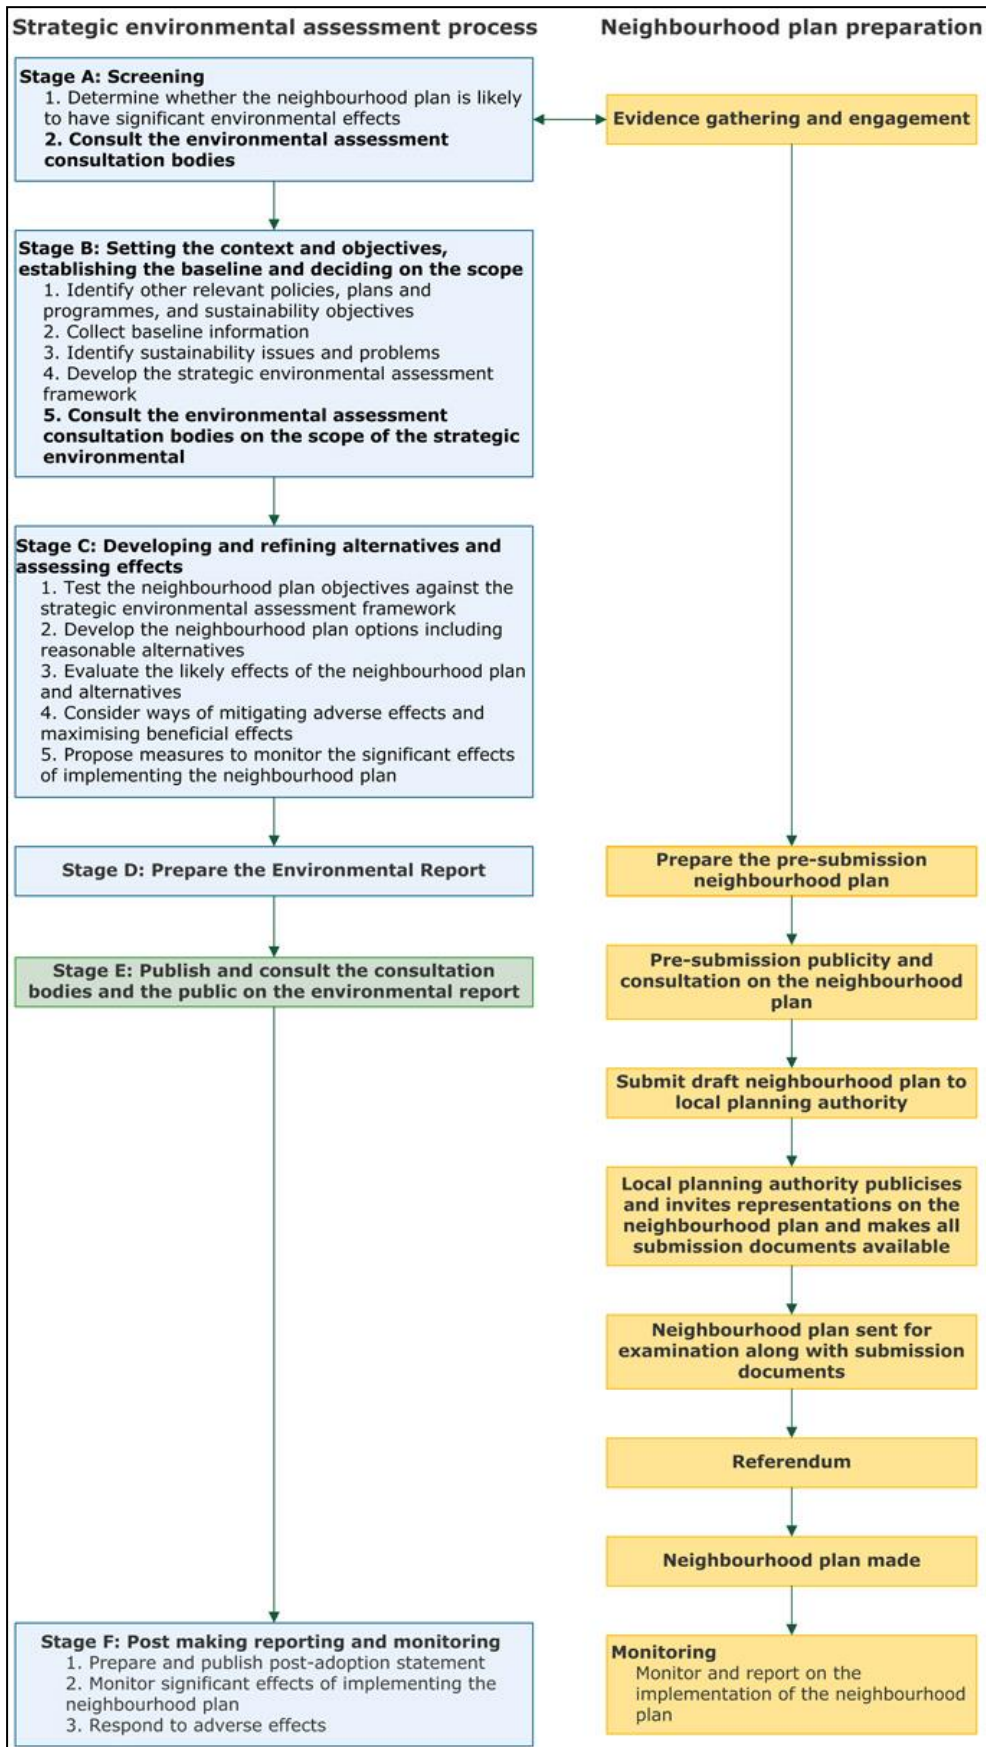 Strategic environmental assessment process
Neighbourhood plan preparation
Stage A: Screening
1. Determine whether the neighbourhood plan is likely
to have significant environmental effects
2. Consult the environmental assessment
consultation bodies
Evidence gathering and engagement
Stage B: Setting the context and objectives,
establishing the baseline and deciding on the scope
1. Identify other relevant policies, plans and
programmes, and sustainability objectives
2. Collect baseline information
3. Identify sustainability issues and problems
4. Develop the strategic environmental assessment
framework
5. Consult the environmental assessment
consultation bodies on the scope of the strategic
environmental
Stage C: Developing and refining alternatives and
assessing effects
1. Test the neighbourhood plan objectives against the
strategic environmental assessment framework
2. Develop the neighbourhood plan options including
reasonable alternatives
3. Evaluate the likely effects of the neighbourhood plan
and alternatives
4. Consider ways of mitigating adverse effects and
maximising beneficial effects
5. Propose measures to monitor the significant effects
of implementing the neighbourhood plan
Stage D: Prepare the Environmental Report
Prepare the pre-submission
neighbourhood plan
Stage E: Publish and consult the consultation
bodies and the public on the environmental report
Pre-submission publicity and
consultation on the neighbourhood
plan
Submit draft neighbourhood plan to
local planning authority
Local planning authority publicises
and invites representations on the
neighbourhood plan and makes all
submission documents available
Neighbourhood plan sent for
examination along with submission
documents
Referendum
Neighbourhood plan made
Stage F: Post making reporting and monitoring
1. Prepare and publish post-adoption statement
2. Monitor significant effects of implementing the
neighbourhood plan
3. Respond to adverse effects
Monitoring
Monitor and report on the
implementation of the neighbourhood
plan